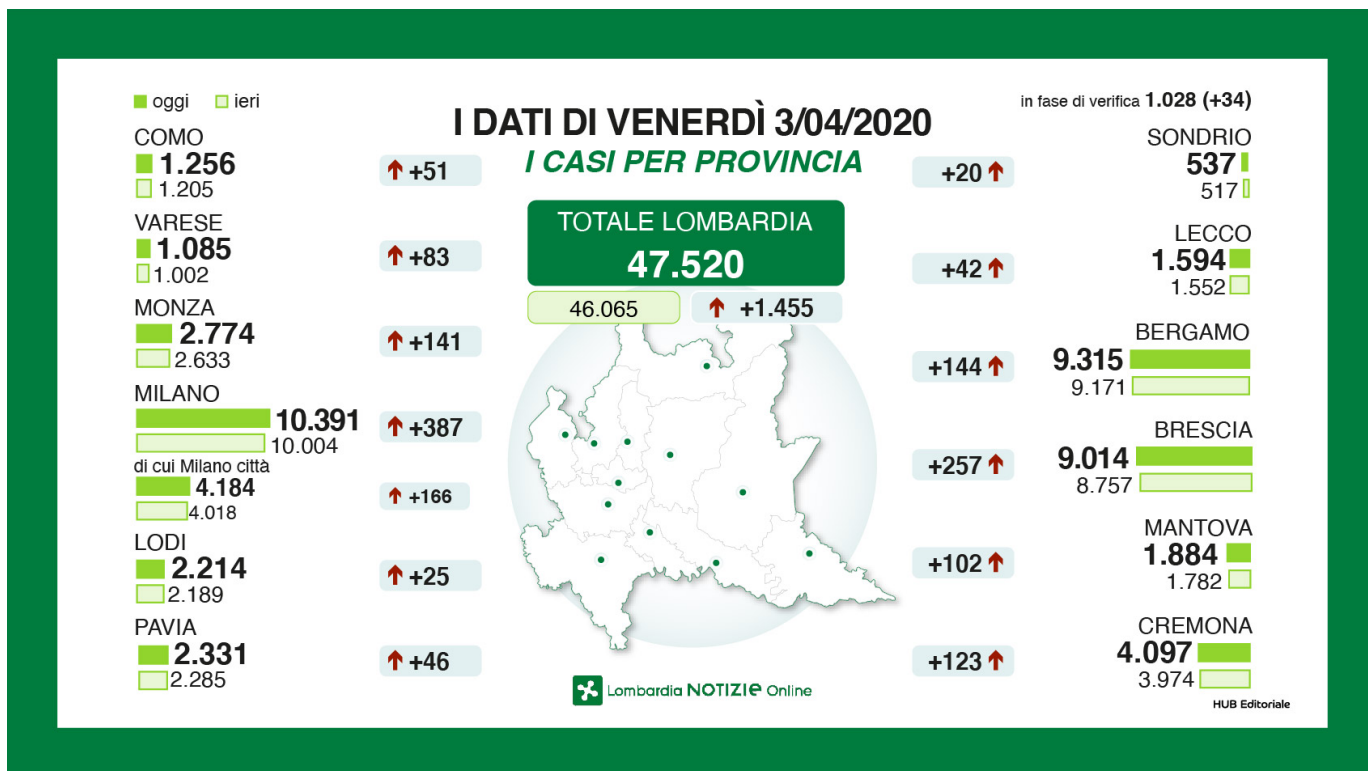 oggi ieri
I DATI DI VENERDÌ 3/04/2020
I CASI PER PROVINCIA
TOTALE LOMBARDIA
47.520
46.065
+1.455
COMO
1.256
1.205
+51
VARESE
1.085
1.002
+83
MONZA
2.774
2.633
+141
MILANO
10.391
10.004
+387
di cui Milano città
4.184
4.018
+166
LODI
2.214
2.189
+25
PAVIA
2.331
2.285
+46
in fase di verifica 1.028 (+34)
SONDRIO
537
517
+20
LECCO
1.594
1.552
+42
BERGAMO
9.315
9.171
+144
BRESCIA
9.014
8.757
+257
MANTOVA
1.884
1.782
+102
CREMONA
4.097
3.974
+123
Lombardia NOTIZIE Online
HUB Editoriale